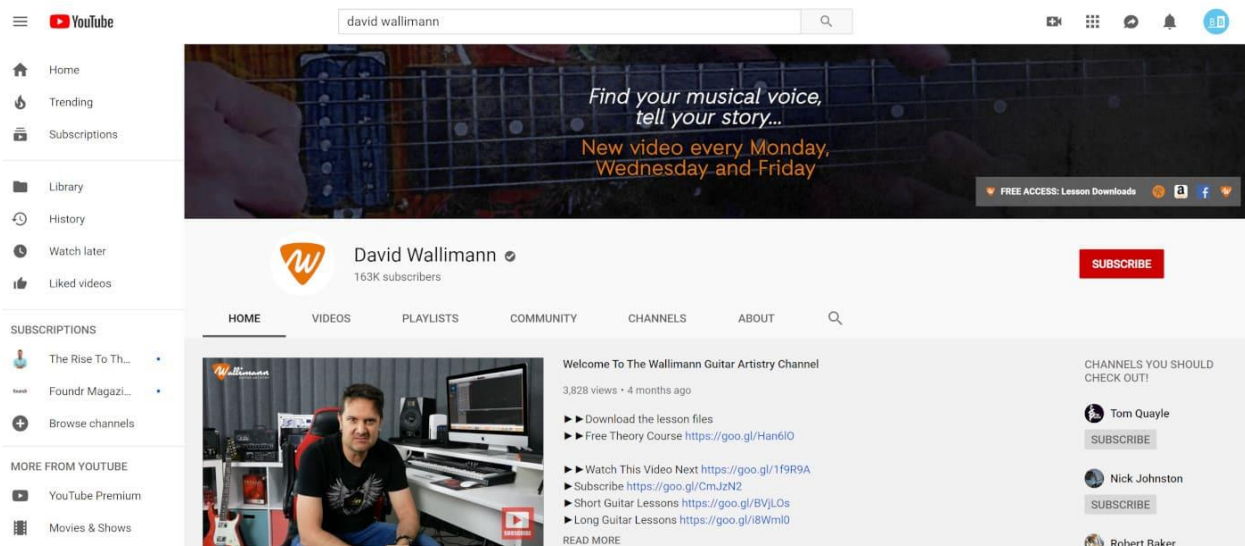 YouTube
david wallimann
BB
Home
Trending
Subscriptions
Library
History
Watch later
Liked videos
SUBSCRIPTIONS
The Rise To Th...
Foundr Magazi...
Browse channels
MORE FROM YOUTUBE
YouTube Premium
Movies & Shows
Find your musical voice,
tell your story...
New video every Monday,
Wednesday and Friday
FREE ACCESS: Lesson Downloads
David Wallimann
163K subscribers
SUBSCRIBE
HOME VIDEOS PLAYLISTS COMMUNITY CHANNELS ABOUT
Wallimann
GUITAR ARTISTRY
SUBSCRIBE
Welcome To The Wallimann Guitar Artistry Channel
3,828 views • 4 months ago
►►Download the lesson files
►►Free Theory Course https://goo.gl/Han6lO
►►Watch This Video Next https://goo.gl/1f9R9A
►Subscribe https://goo.gl/CmJzN2
►Short Guitar Lessons https://goo.gl/BVjLOs
►Long Guitar Lessons https://goo.gl/i8Wml0
READ MORE
CHANNELS YOU SHOULD
CHECK OUT!
Tom Quayle
SUBSCRIBE
Nick Johnston
SUBSCRIBE
Robert Baker